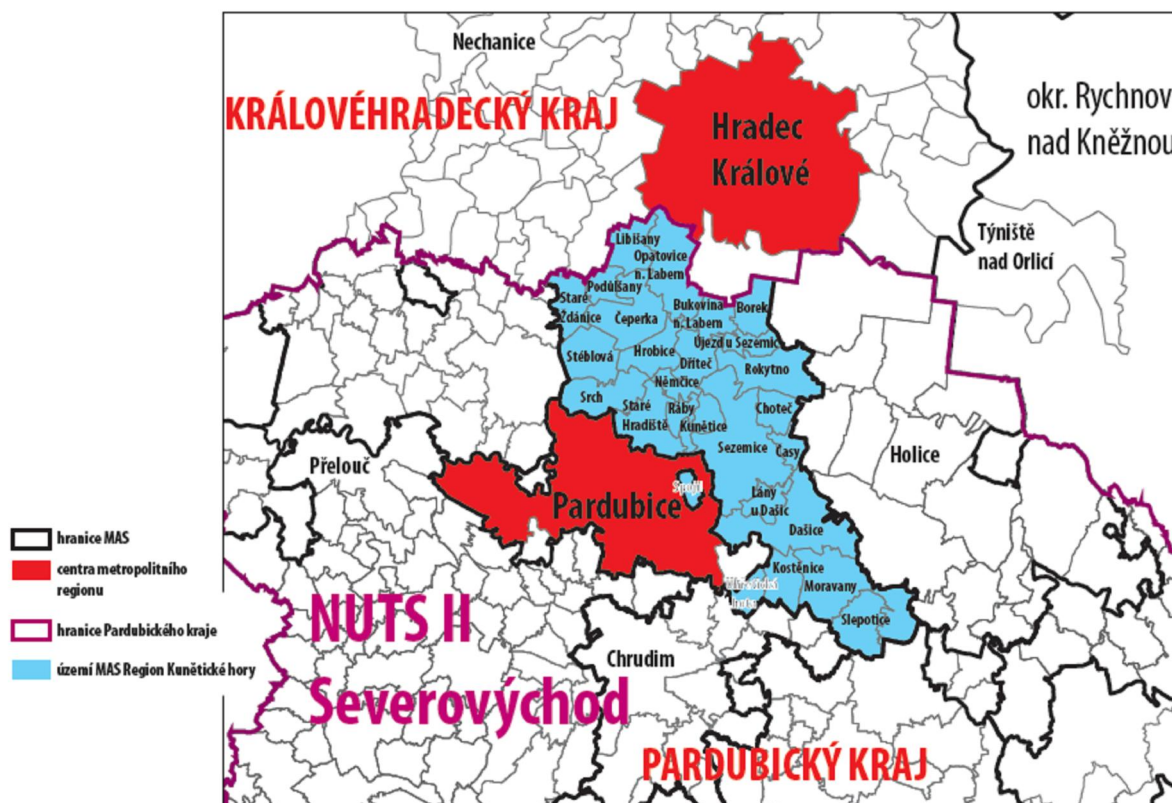 Nechanice
KRÁLOVÉHRADECKÝ KRAJ
Hradec
Králové
okr. Rychnov
nad Kněžnou
Týniště
nad Orlicí
Libišany
Opatovice
n. Labem
Podůlšany
Staré
Ždánice
Čeperka
Bukovina
n. Labem
Borek
Újezd u Sezemic
Stéblová
Hrobice
Dříteč
Rokytno
Němčice
Srch
Staré
Hradiště
Ráby
Kunětice
Choteč
Sezemice
Časy
Holice
Přelouč
Spojil
Pardubice
Lány
u Dašic
Dašice
Kostěnice
Moravany
Slepotice
Chrudim
hranice MAS
centra metropolitního
regionu
hranice Pardubického kraje
území MAS Region Kunětické hory
NUTS II
Severovýchod
PARDUBICKÝ KRAJ